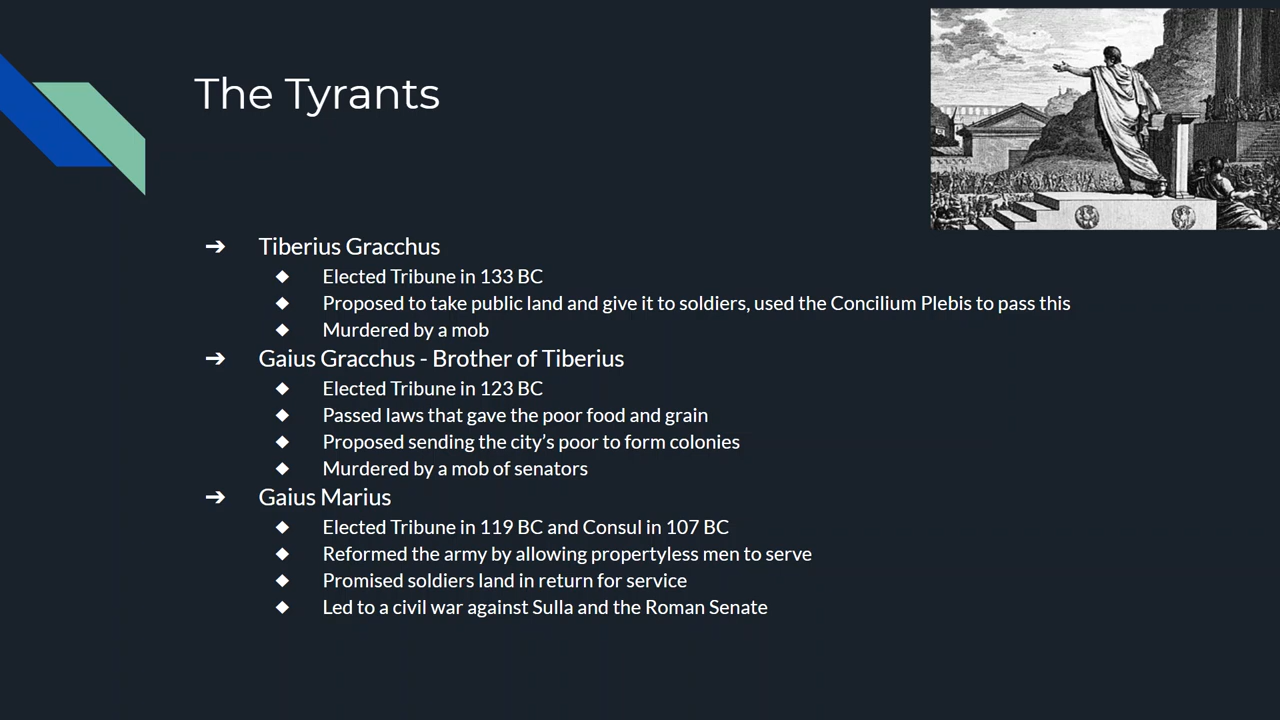 The Tyrants
➔ Tiberius Gracchus
◆ Elected Tribune in 133 BC
◆ Proposed to take public land and give it to soldiers, used the Concilium Plebis to pass this
◆ Murdered by a mob
➔ Gaius Gracchus - Brother of Tiberius
◆ Elected Tribune in 123 BC
◆ Passed laws that gave the poor food and grain
◆ Proposed sending the city’s poor to form colonies
◆ Murdered by a mob of senators
➔ Gaius Marius
◆ Elected Tribune in 119 BC and Consul in 107 BC
◆ Reformed the army by allowing propertyless men to serve
◆ Promised soldiers land in return for service
◆ Led to a civil war against Sulla and the Roman Senate